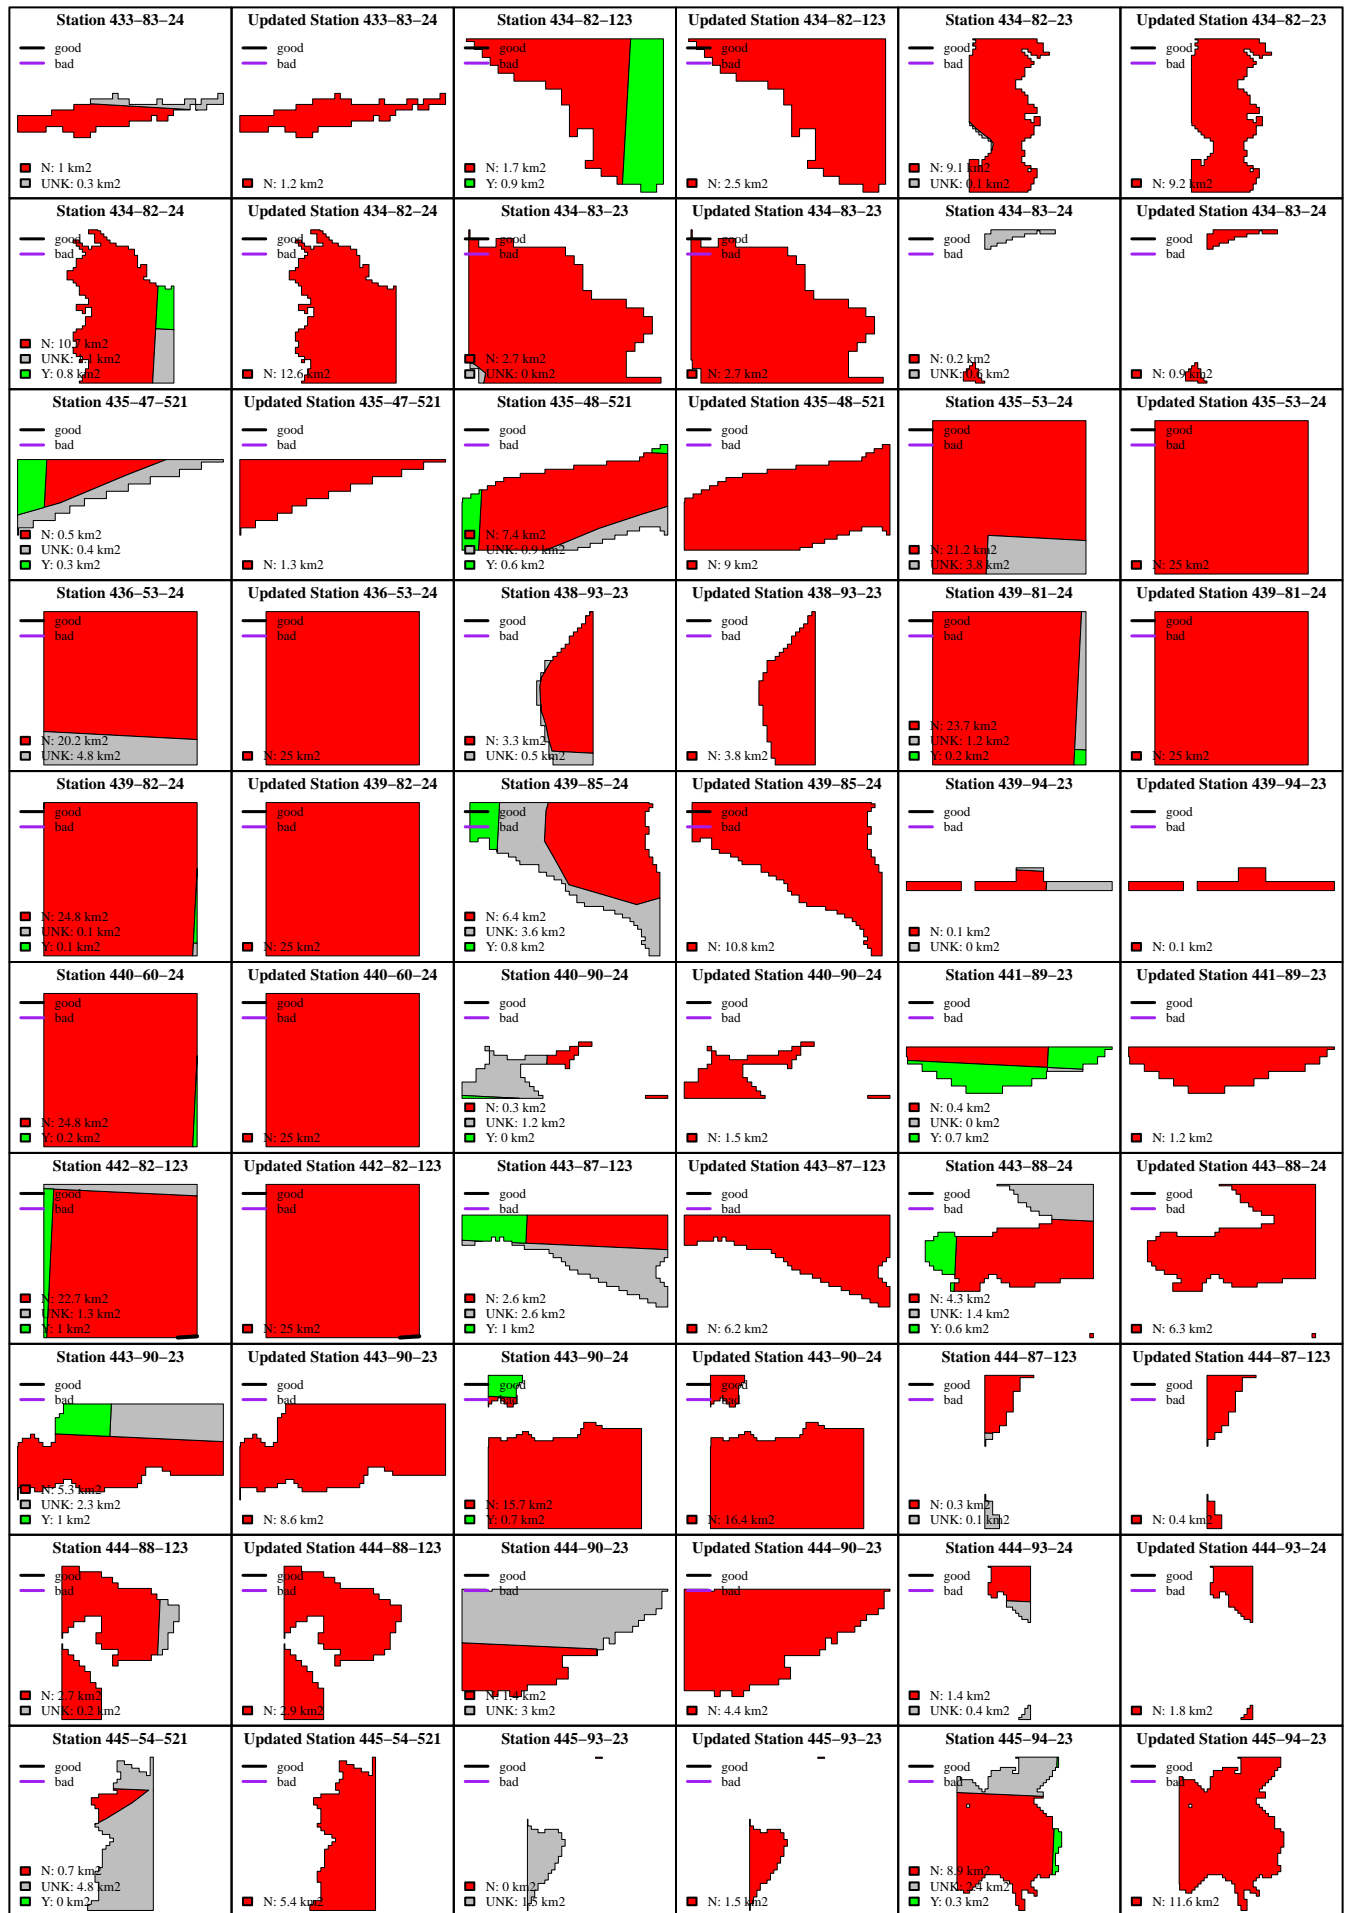 Station 433−83−24
good
bad
N: 1 km2
UNK: 0.3 km2
Updated Station 433−83−24
good
bad
N: 1.2 km2
Station 434−82−123
good
bad
N: 1.7 km2
Y: 0.9 km2
Updated Station 434−82−123
good
bad
N: 2.5 km2
Station 434−82−23
good
bad
N: 9.1 km2
UNK: 0.1 km2
Updated Station 434−82−23
good
bad
N: 9.2 km2
Station 434−82−24
good
bad
N: 10.7 km2
UNK: 1.1 km2
Y: 0.8 km2
Updated Station 434−82−24
good
bad
N: 12.6 km2
Station 434−83−23
good
bad
N: 2.7 km2
UNK: 0 km2
Updated Station 434−83−23
good
bad
N: 2.7 km2
Station 434−83−24
good
bad
N: 0.2 km2
UNK: 0.6 km2
Updated Station 434−83−24
good
bad
N: 0.9 km2
Station 435−47−521
good
bad
N: 0.5 km2
UNK: 0.4 km2
Y: 0.3 km2
Updated Station 435−47−521
good
bad
N: 1.3 km2
Station 435−48−521
good
bad
N: 7.4 km2
UNK: 0.9 km2
Y: 0.6 km2
Updated Station 435−48−521
good
bad
N: 9 km2
Station 435−53−24
good
bad
N: 21.2 km2
UNK: 3.8 km2
Updated Station 435−53−24
good
bad
N: 25 km2
Station 436−53−24
good
bad
N: 20.2 km2
UNK: 4.8 km2
Updated Station 436−53−24
good
bad
N: 25 km2
Station 438−93−23
good
bad
N: 3.3 km2
UNK: 0.5 km2
Updated Station 438−93−23
good
bad
N: 3.8 km2
Station 439−81−24
good
bad
N: 23.7 km2
UNK: 1.2 km2
Y: 0.2 km2
Updated Station 439−81−24
good
bad
N: 25 km2
Station 439−82−24
good
bad
N: 24.8 km2
UNK: 0.1 km2
Y: 0.1 km2
Updated Station 439−82−24
good
bad
N: 25 km2
Station 439−85−24
good
bad
N: 6.4 km2
UNK: 3.6 km2
Y: 0.8 km2
Updated Station 439−85−24
good
bad
N: 10.8 km2
Station 439−94−23
good
bad
N: 0.1 km2
UNK: 0 km2
Updated Station 439−94−23
good
bad
N: 0.1 km2
Station 440−60−24
good
bad
N: 24.8 km2
Y: 0.2 km2
Updated Station 440−60−24
good
bad
N: 25 km2
Station 440−90−24
good
bad
N: 0.3 km2
UNK: 1.2 km2
Y: 0 km2
Updated Station 440−90−24
good
bad
N: 1.5 km2
Station 441−89−23
good
bad
N: 0.4 km2
UNK: 0 km2
Y: 0.7 km2
Updated Station 441−89−23
good
bad
N: 1.2 km2
Station 442−82−123
good
bad
N: 22.7 km2
UNK: 1.3 km2
Y: 1 km2
Updated Station 442−82−123
good
bad
N: 25 km2
Station 443−87−123
good
bad
N: 2.6 km2
UNK: 2.6 km2
Y: 1 km2
Updated Station 443−87−123
good
bad
N: 6.2 km2
Station 443−88−24
good
bad
N: 4.3 km2
UNK: 1.4 km2
Y: 0.6 km2
Updated Station 443−88−24
good
bad
N: 6.3 km2
Station 443−90−23
good
bad
N: 5.3 km2
UNK: 2.3 km2
Y: 1 km2
Updated Station 443−90−23
good
bad
N: 8.6 km2
Station 443−90−24
good
bad
N: 15.7 km2
Y: 0.7 km2
Updated Station 443−90−24
good
bad
N: 16.4 km2
Station 444−87−123
good
bad
N: 0.3 km2
UNK: 0.1 km2
Updated Station 444−87−123
good
bad
N: 0.4 km2
Station 444−88−123
good
bad
N: 2.7 km2
UNK: 0.2 km2
Updated Station 444−88−123
good
bad
N: 2.9 km2
Station 444−90−23
good
bad
N: 1.4 km2
UNK: 3 km2
Updated Station 444−90−23
good
bad
N: 4.4 km2
Station 444−93−24
good
bad
N: 1.4 km2
UNK: 0.4 km2
Updated Station 444−93−24
good
bad
N: 1.8 km2
Station 445−54−521
good
bad
N: 0.7 km2
UNK: 4.8 km2
Y: 0 km2
Updated Station 445−54−521
good
bad
N: 5.4 km2
Station 445−93−23
good
bad
N: 0 km2
UNK: 1.5 km2
Updated Station 445−93−23
good
bad
N: 1.5 km2
Station 445−94−23
good
bad
N: 8.9 km2
UNK: 2.4 km2
Y: 0.3 km2
Updated Station 445−94−23
good
bad
N: 11.6 km2